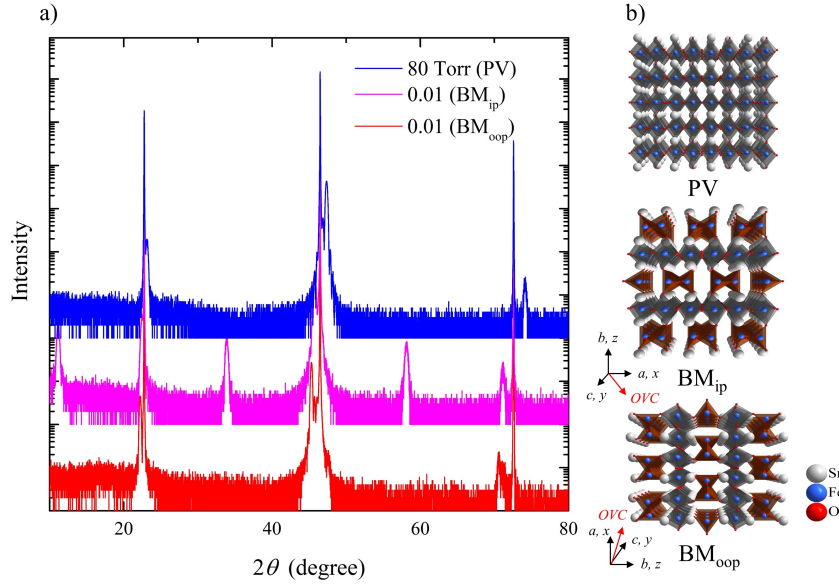 a)
b)
80 Torr (PV)
0.01 (BMip)
0.01 (BMoop)
Intensity
20
40
60
80
2θ (degree)
PV
b, z
a, x
c, y
OVC
BMip
OVC
a, x
c, y
b, z
BMoop
O